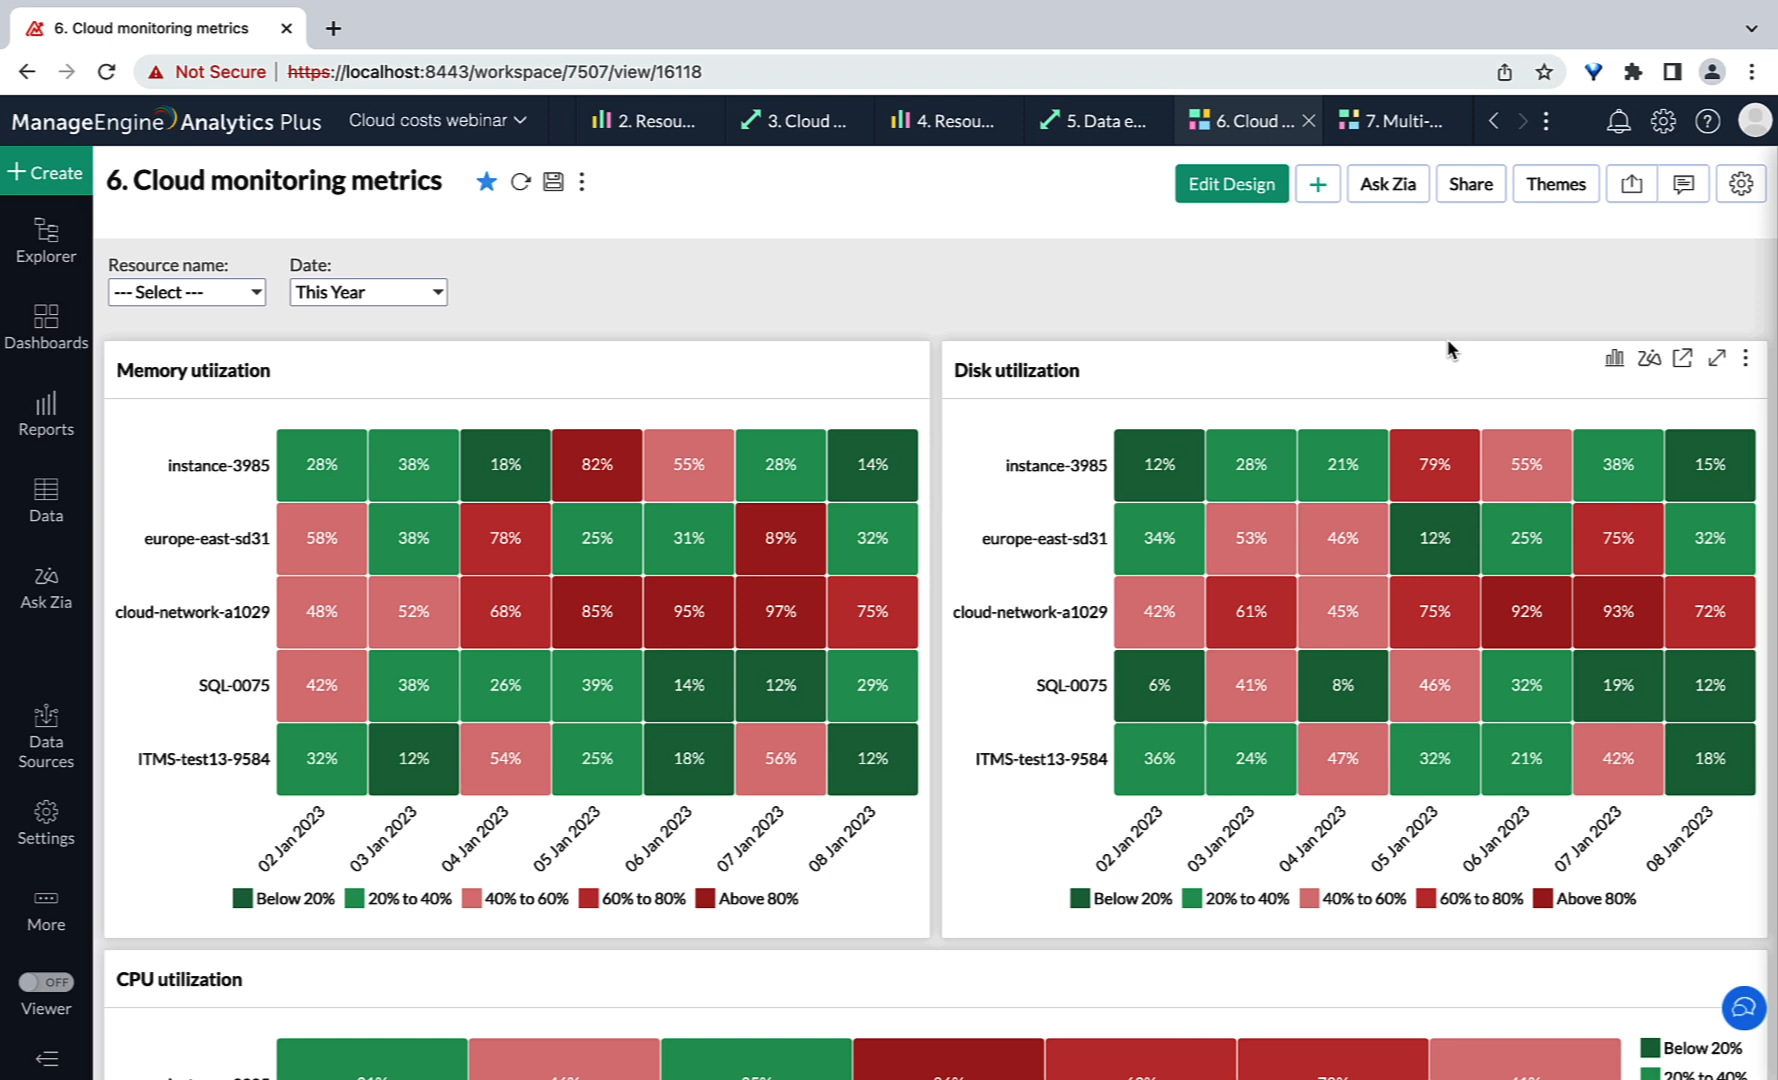 6. Cloud monitoring metrics
Not Secure https://localhost:8443/workspace/7507/view/16118
ManageEngine Analytics Plus Cloud costs webinar 2. Resou... 3. Cloud ... 4. Resou... 5. Data e... 6. Cloud ... 7. Multi-...
Create
6. Cloud monitoring metrics
Edit Design Ask Zia Share Themes
Explorer
Dashboards
Reports
Data
Ask Zia
Data
Sources
Settings
More
OFF
Viewer
Resource name: Date:
--- Select --- This Year
Memory utiization
instance-3985 28% 38% 18% 82% 55% 28% 14%
europe-east-sd31 58% 38% 78% 25% 31% 89% 32%
cloud-network-a1029 48% 52% 68% 85% 95% 97% 75%
SQL-0075 42% 38% 26% 39% 14% 12% 29%
ITMS-test13-9584 32% 12% 54% 25% 18% 56% 12%
02 Jan 2023 03 Jan 2023 04 Jan 2023 05 Jan 2023 06 Jan 2023 07 Jan 2023 08 Jan 2023
Below 20% 20% to 40% 40% to 60% 60% to 80% Above 80%
Disk utilization
instance-3985 12% 28% 21% 79% 55% 38% 15%
europe-east-sd31 34% 53% 46% 12% 25% 75% 32%
cloud-network-a1029 42% 61% 45% 75% 92% 93% 72%
SQL-0075 6% 41% 8% 46% 32% 19% 12%
ITMS-test13-9584 36% 24% 47% 32% 21% 42% 18%
02 Jan 2023 03 Jan 2023 04 Jan 2023 05 Jan 2023 06 Jan 2023 07 Jan 2023 08 Jan 2023
Below 20% 20% to 40% 40% to 60% 60% to 80% Above 80%
CPU utilization
Below 20%
20% to 40%